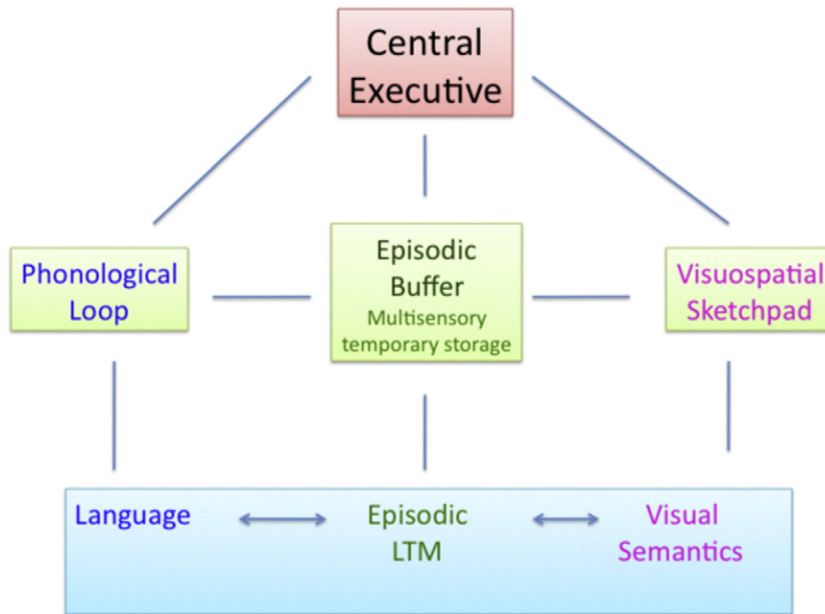 Central
Executive
Phonological
Loop
Episodic
Buffer
Multisensory
temporary storage
Visuospatial
Sketchpad
Language
Episodic
LTM
Visual
Semantics